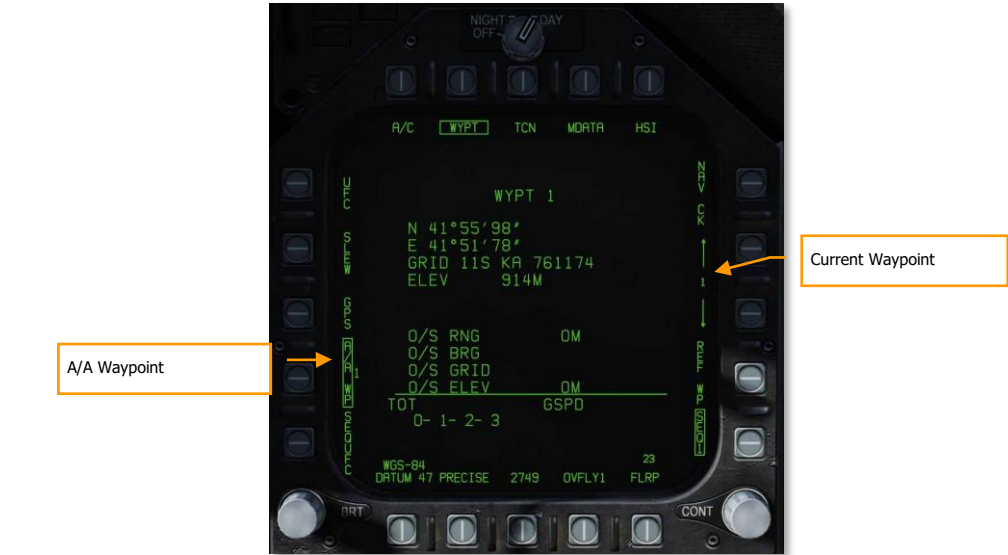 NIGHT DAY
OFF
A/C WYPT TCN MDATA HSI
UFC
NAV CK
WYPT 1
N 41°55'98"
E 41°51'78"
GRID 11S KA 761174
ELEV 914M
SLEW
1
Current Waypoint
GPS
O/S RNG 0M
O/S BRG
O/S GRID
O/S ELEV 0M
A/A Waypoint
A/A WP 1
REF WP
TOT GSPD
0- 1- 2- 3
SEQUFC
SEQ1
WGS-84 23
DATUM 47 PRECISE 2749 OVFLY1 FLRP
BRT CONT